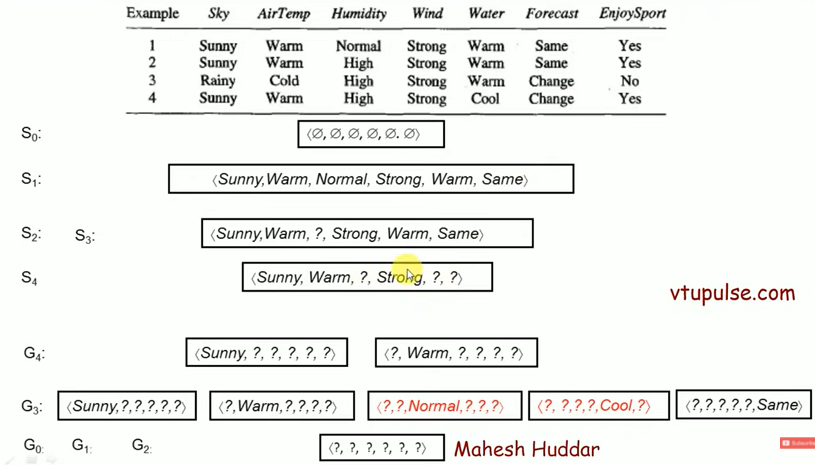 Example Sky AirTemp Humidity Wind Water Forecast EnjoySport
1 Sunny Warm Normal Strong Warm Same Yes
2 Sunny Warm High Strong Warm Same Yes
3 Rainy Cold High Strong Warm Change No
4 Sunny Warm High Strong Cool Change Yes
S₀: ⟨∅, ∅, ∅, ∅, ∅. ∅⟩
S₁: ⟨Sunny,Warm, Normal, Strong, Warm, Same⟩
S₂: S₃: ⟨Sunny,Warm, ?, Strong, Warm, Same⟩
S₄ ⟨Sunny, Warm, ?, Strong, ?, ?⟩
vtupulse.com
G₄: ⟨Sunny, ?, ?, ?, ?, ?⟩ ⟨?, Warm, ?, ?, ?, ?⟩
G₃: ⟨Sunny,?,?,?,?,?⟩ ⟨?,Warm,?,?,?,?⟩ ⟨?,?,Normal,?,?,?⟩ ⟨?, ?,?,?,Cool,?⟩ ⟨?,?,?,?,?,Same⟩
G₀: G₁: G₂: ⟨?, ?, ?, ?, ?, ?⟩ Mahesh Huddar
Subscribe